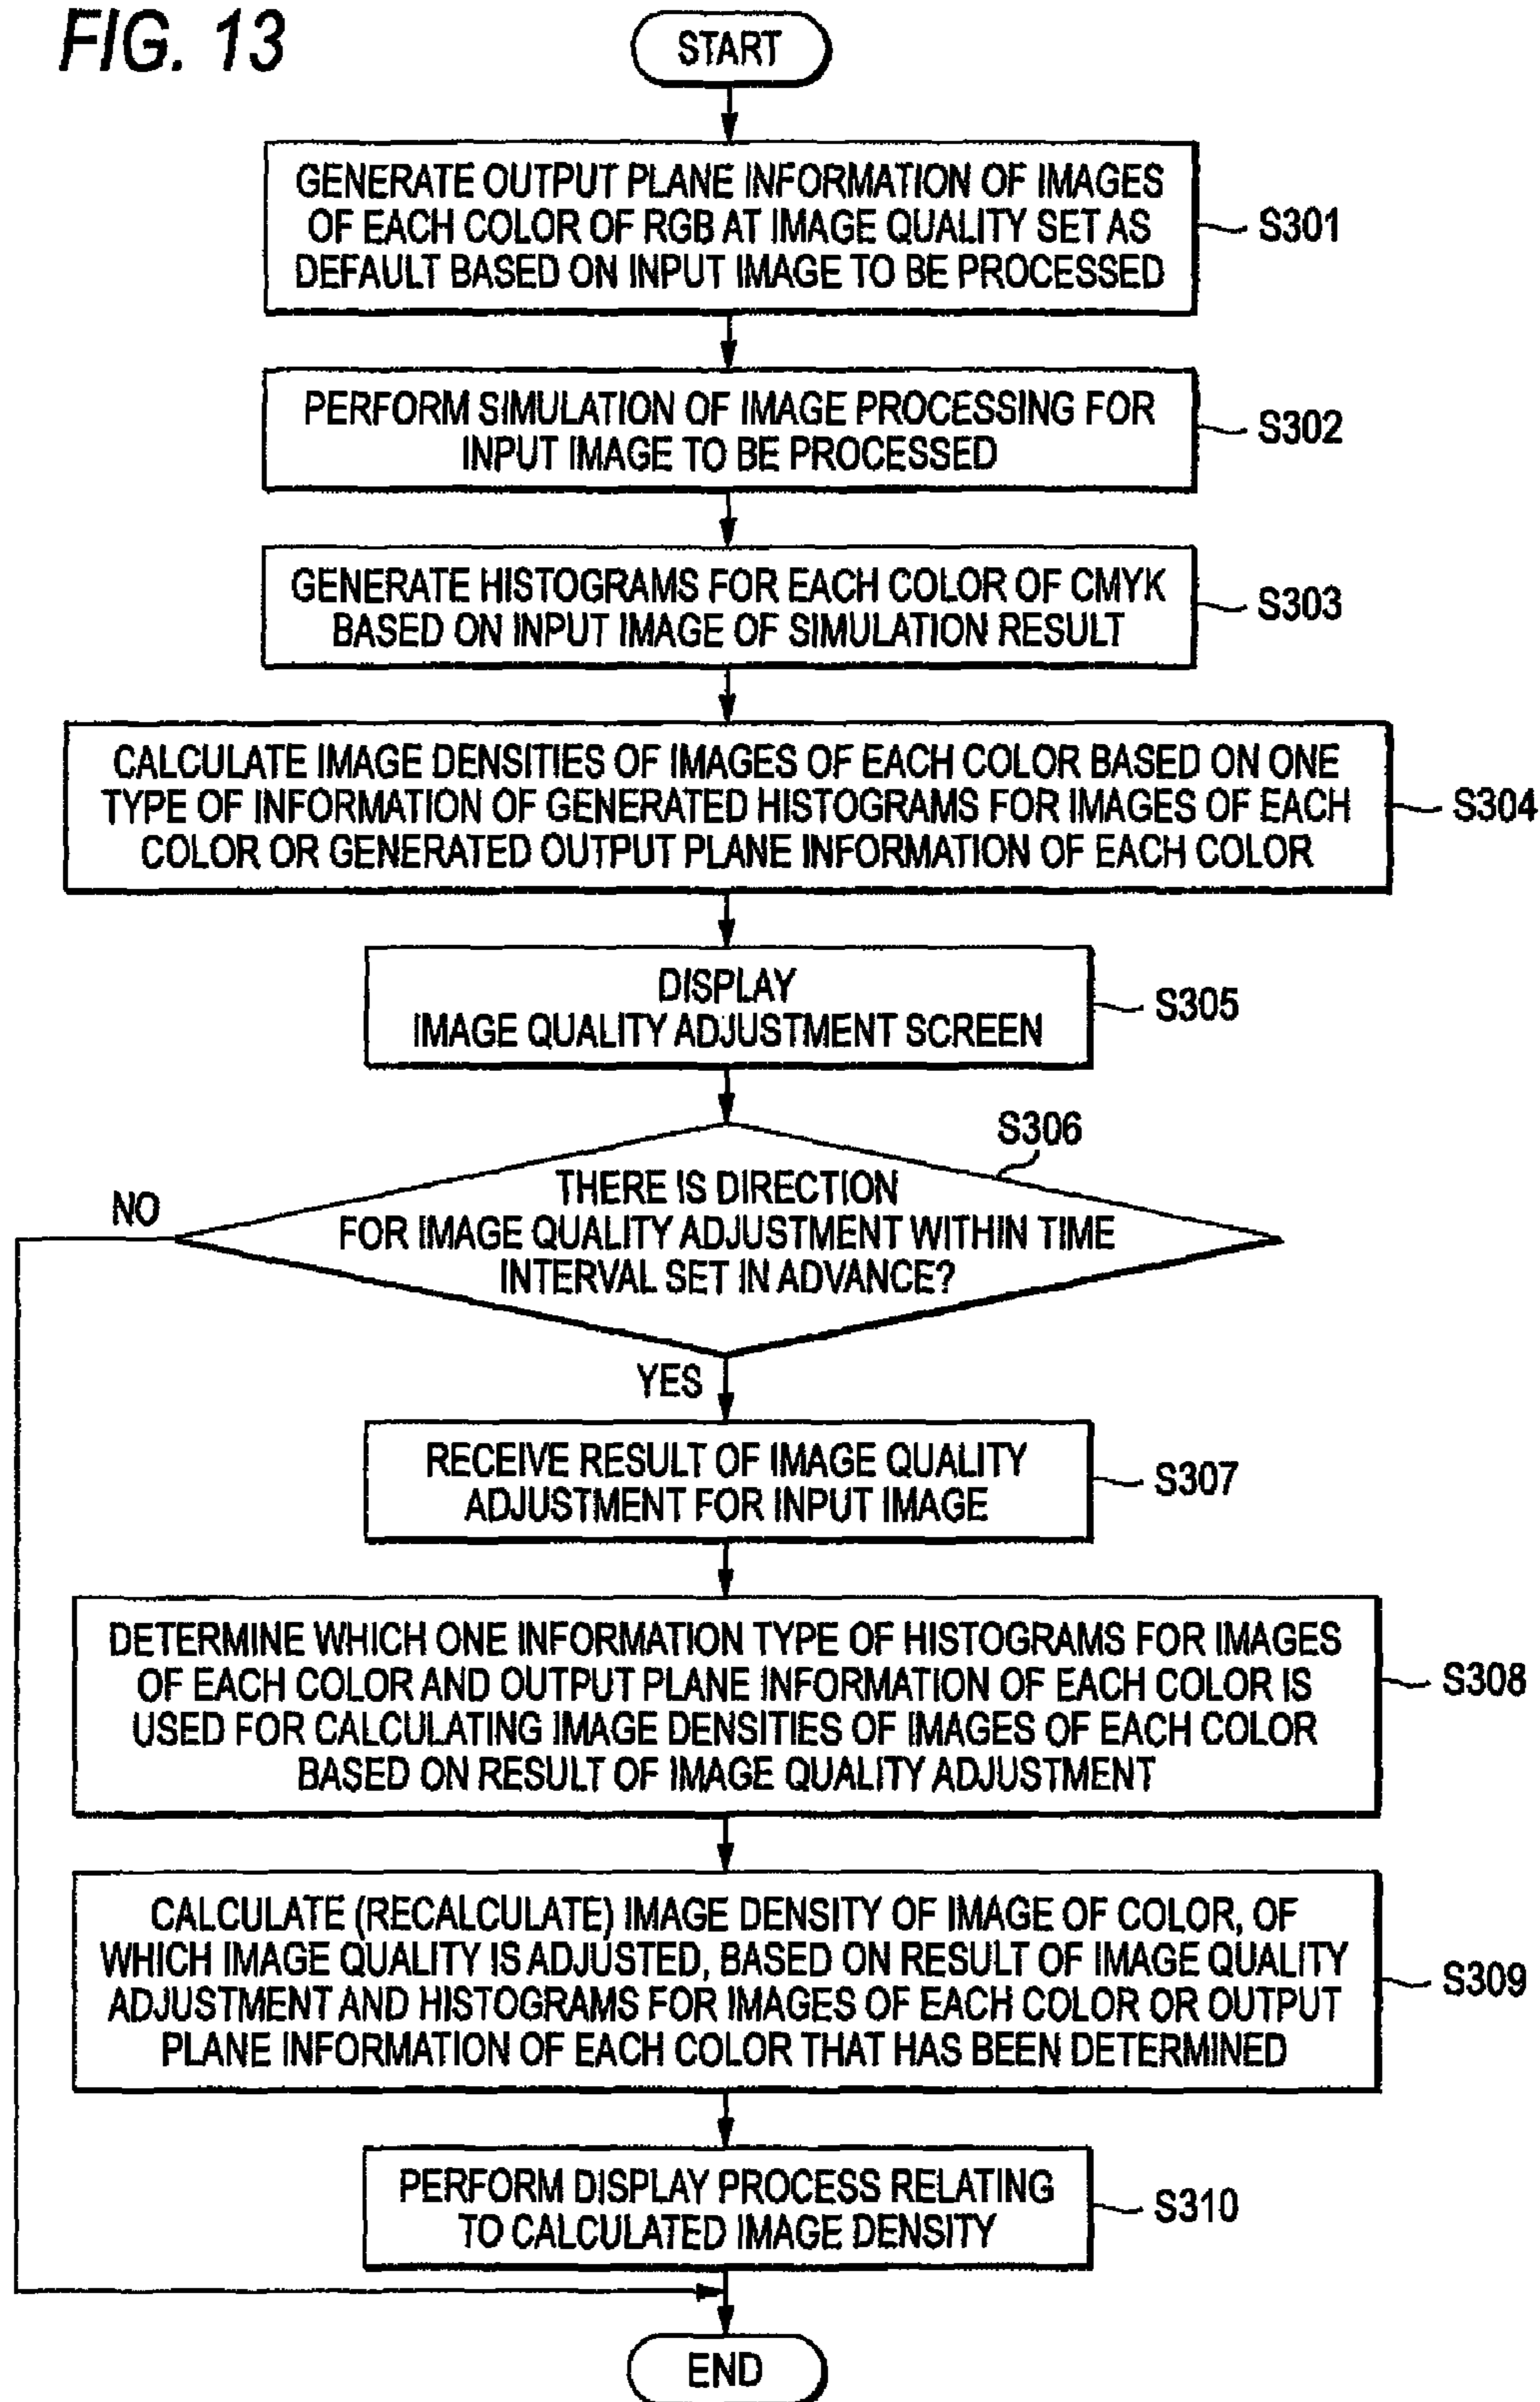 FIG. 13
START
GENERATE OUTPUT PLANE INFORMATION OF IMAGES
OF EACH COLOR OF RGB AT IMAGE QUALITY SET AS
DEFAULT BASED ON INPUT IMAGE TO BE PROCESSED
S301
PERFORM SIMULATION OF IMAGE PROCESSING FOR
INPUT IMAGE TO BE PROCESSED
S302
GENERATE HISTOGRAMS FOR EACH COLOR OF CMYK
BASED ON INPUT IMAGE OF SIMULATION RESULT
S303
CALCULATE IMAGE DENSITIES OF IMAGES OF EACH COLOR BASED ON ONE
TYPE OF INFORMATION OF GENERATED HISTOGRAMS FOR IMAGES OF EACH
COLOR OR GENERATED OUTPUT PLANE INFORMATION OF EACH COLOR
S304
DISPLAY
IMAGE QUALITY ADJUSTMENT SCREEN
S305
S306
THERE IS DIRECTION
FOR IMAGE QUALITY ADJUSTMENT WITHIN TIME
INTERVAL SET IN ADVANCE?
NO
YES
RECEIVE RESULT OF IMAGE QUALITY
ADJUSTMENT FOR INPUT IMAGE
S307
DETERMINE WHICH ONE INFORMATION TYPE OF HISTOGRAMS FOR IMAGES
OF EACH COLOR AND OUTPUT PLANE INFORMATION OF EACH COLOR IS
USED FOR CALCULATING IMAGE DENSITIES OF IMAGES OF EACH COLOR
BASED ON RESULT OF IMAGE QUALITY ADJUSTMENT
S308
CALCULATE (RECALCULATE) IMAGE DENSITY OF IMAGE OF COLOR, OF
WHICH IMAGE QUALITY IS ADJUSTED, BASED ON RESULT OF IMAGE QUALITY
ADJUSTMENT AND HISTOGRAMS FOR IMAGES OF EACH COLOR OR OUTPUT
PLANE INFORMATION OF EACH COLOR THAT HAS BEEN DETERMINED
S309
PERFORM DISPLAY PROCESS RELATING
TO CALCULATED IMAGE DENSITY
S310
END